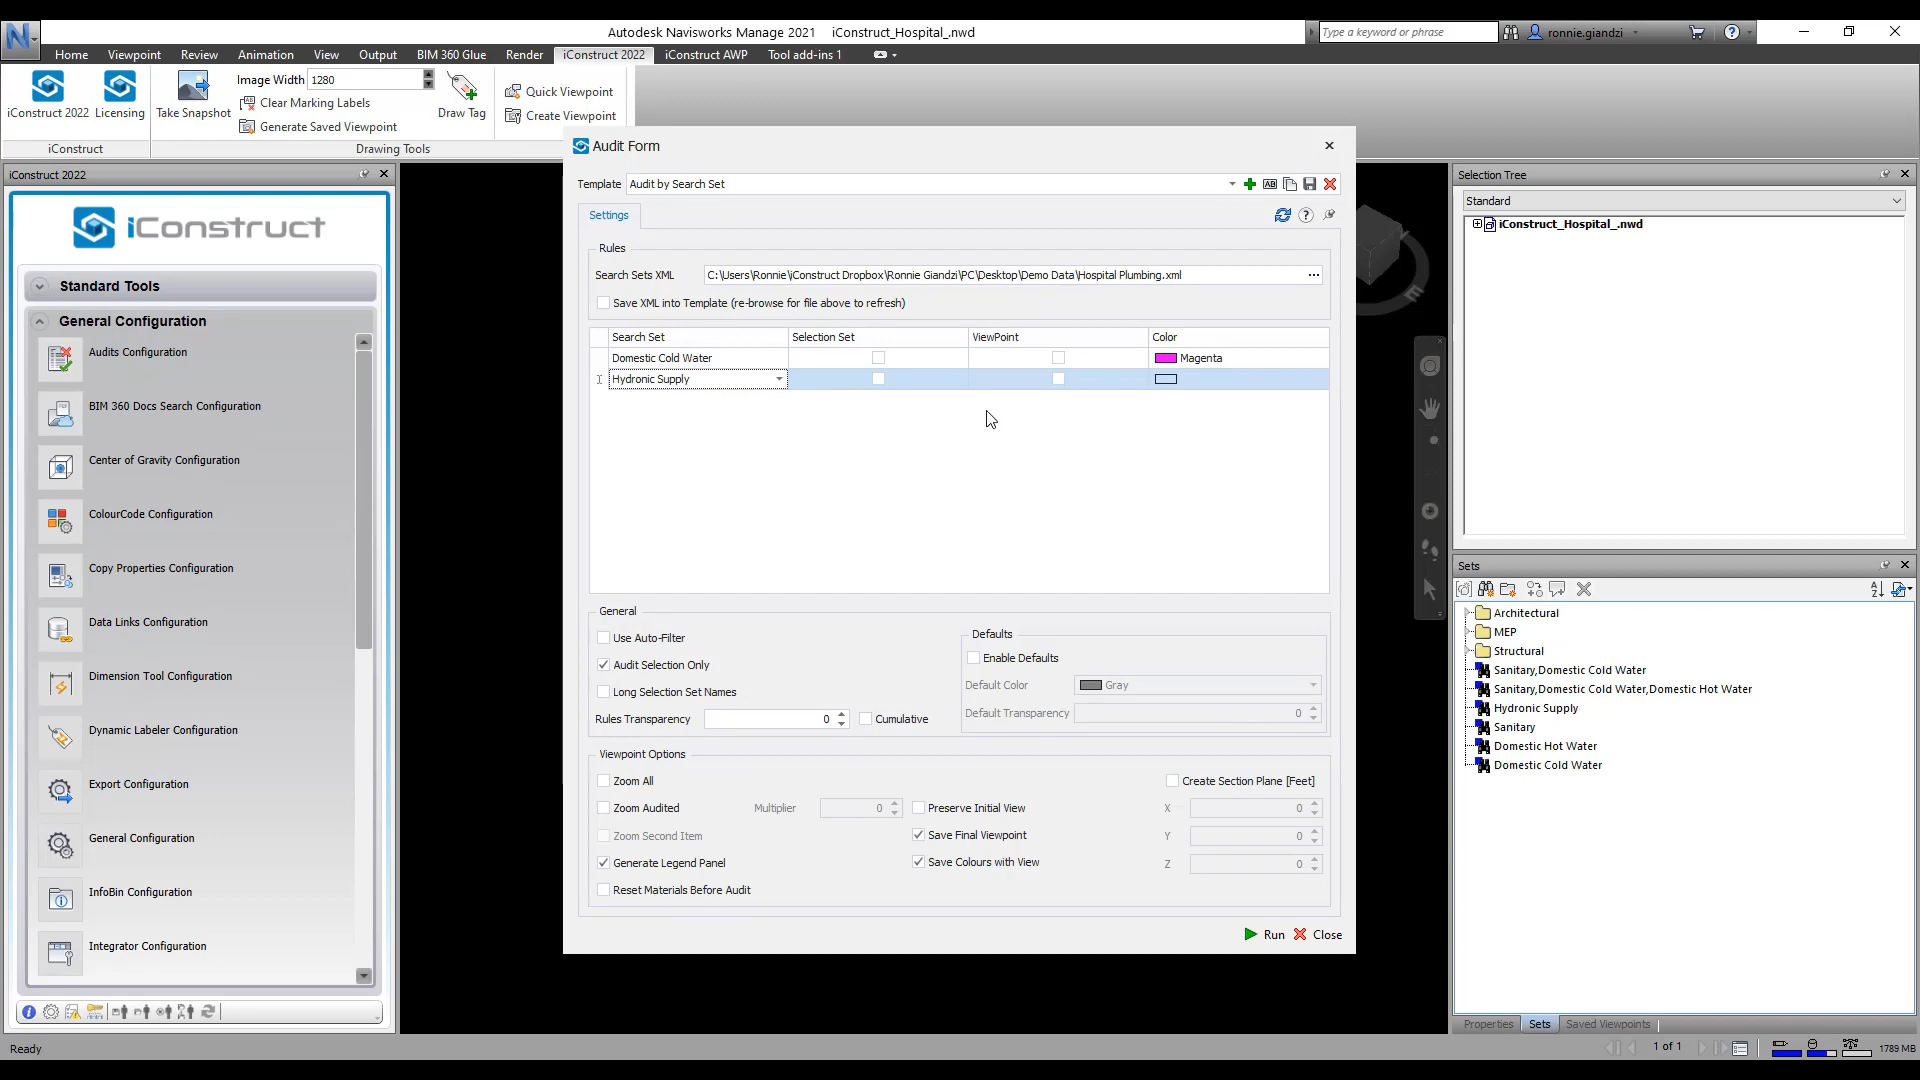 Autodesk Navisworks Manage 2021 iConstruct_Hospital_.nwd
Type a keyword or phrase
ronnie.giandzi
Home Viewpoint Review Animation View Output BIM 360 Glue Render iConstruct 2022 iConstruct AWP Tool add-ins 1
iConstruct 2022
Licensing
Take Snapshot
Image Width 1280
Clear Marking Labels
Generate Saved Viewpoint
Draw Tag
Quick Viewpoint
Create Viewpoint
iConstruct
Drawing Tools
iConstruct 2022
iConstruct
Standard Tools
General Configuration
Audits Configuration
BIM 360 Docs Search Configuration
Center of Gravity Configuration
ColourCode Configuration
Copy Properties Configuration
Data Links Configuration
Dimension Tool Configuration
Dynamic Labeler Configuration
Export Configuration
General Configuration
InfoBin Configuration
Integrator Configuration
Ready
Audit Form
Template Audit by Search Set
AB
Settings
Rules
Search Sets XML C:\Users\Ronnie\iConstruct Dropbox\Ronnie Giandzi\PC\Desktop\Demo Data\Hospital Plumbing.xml
Save XML into Template (re-browse for file above to refresh)
Search Set Selection Set ViewPoint Color
Domestic Cold Water Magenta
Hydronic Supply
General
Use Auto-Filter
Audit Selection Only
Long Selection Set Names
Rules Transparency 0 Cumulative
Defaults
Enable Defaults
Default Color Gray
Default Transparency 0
Viewpoint Options
Zoom All
Zoom Audited Multiplier 0
Zoom Second Item
Generate Legend Panel
Reset Materials Before Audit
Preserve Initial View
Save Final Viewpoint
Save Colours with View
Create Section Plane [Feet]
X 0
Y 0
Z 0
Run Close
E
Selection Tree
Standard
iConstruct_Hospital_.nwd
Sets
Architectural
MEP
Structural
Sanitary,Domestic Cold Water
Sanitary,Domestic Cold Water,Domestic Hot Water
Hydronic Supply
Sanitary
Domestic Hot Water
Domestic Cold Water
Properties Sets Saved Viewpoints
1 of 1
1789 MB